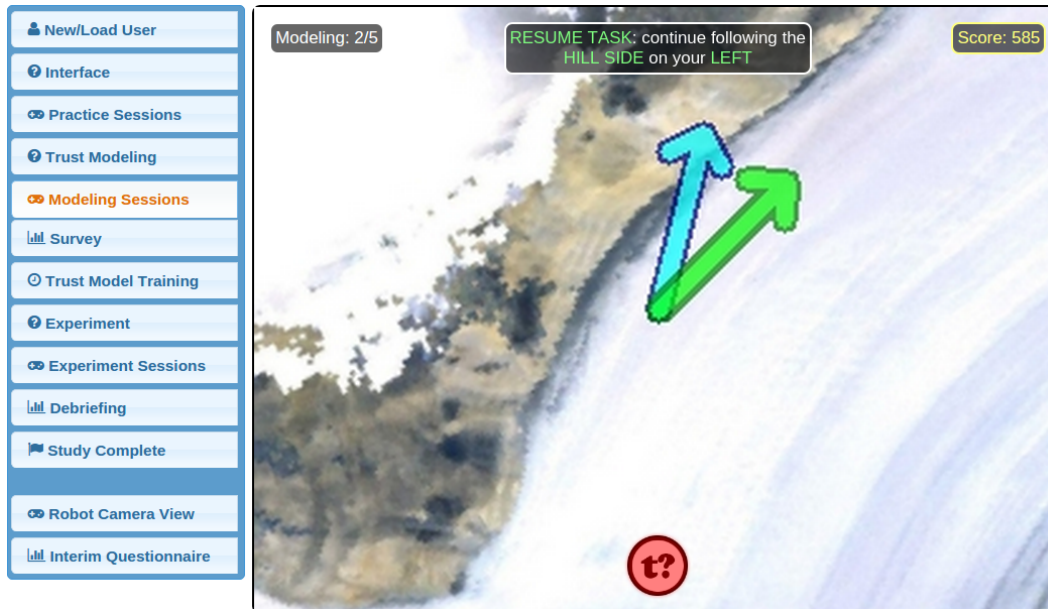 New/Load User
Interface
Practice Sessions
Trust Modeling
Modeling Sessions
Survey
Trust Model Training
Experiment
Experiment Sessions
Debriefing
Study Complete
Robot Camera View
Interim Questionnaire
Modeling: 2/5
RESUME TASK: continue following the
HILL SIDE on your LEFT
Score: 585
t?